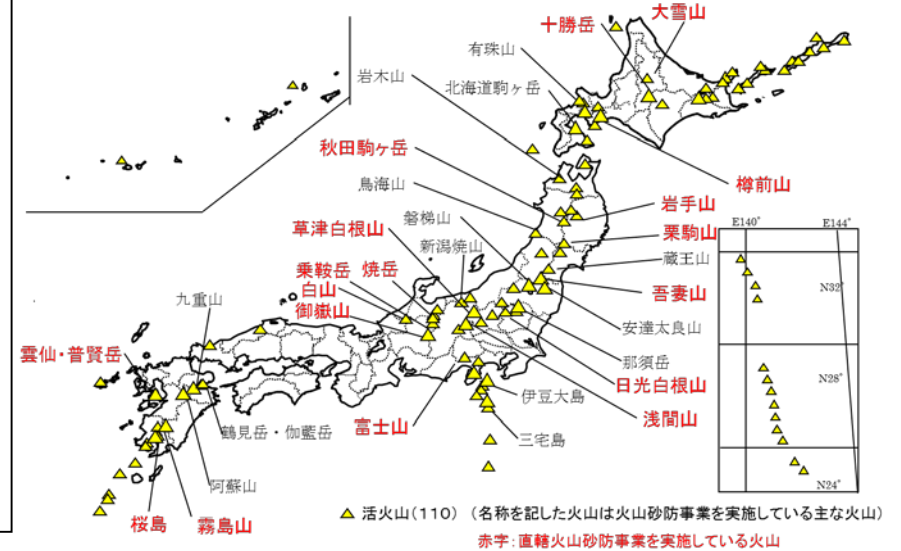 大雪山
十勝岳
有珠山
岩木山
北海道駒ヶ岳
秋田駒ヶ岳
樽前山
鳥海山
岩手山
磐梯山
栗駒山
草津白根山
新潟焼山
蔵王山
乗鞍岳 焼岳
白山
吾妻山
九重山
御嶽山
安達太良山
雲仙・普賢岳
那須岳
日光白根山
伊豆大島
浅間山
富士山
鶴見岳・伽藍岳
三宅島
阿蘇山
桜島
霧島山
E140° E144°
N32°
N28°
N24°
活火山(110) (名称を記した火山は火山砂防事業を実施している主な火山)
赤字:直轄火山砂防事業を実施している火山